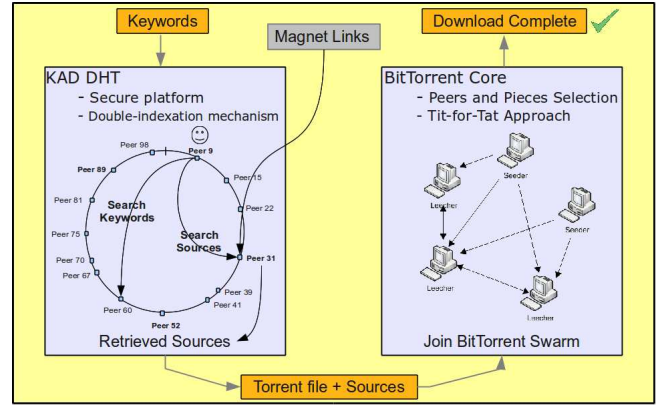 Keywords
Magnet Links
Download Complete
KAD DHT
- Secure platform
- Double-indexation mechanism
Peer 98
Peer 9
Peer 89
Peer 15
Peer 81
Peer 22
Search
Keywords
Search
Sources
Peer 75
Peer 31
Peer 70
Peer 67
Peer 39
Peer 41
Peer 60
Peer 52
Retrieved Sources
BitTorrent Core
- Peers and Pieces Selection
- Tit-for-Tat Approach
Seeder
Leecher
Seeder
Leecher
Leecher
Join BitTorrent Swarm
Torrent file + Sources